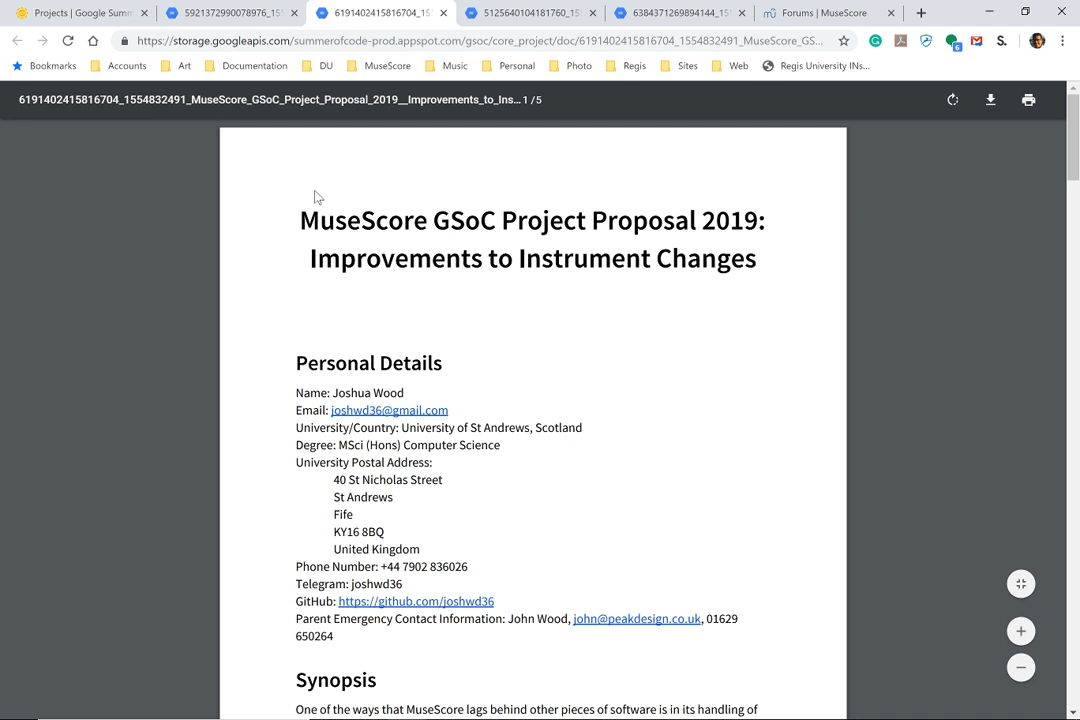 Projects | Google Summ
5921372990078976_15
6191402415816704_15
5125640104181760_15
6384371269894144_15
Forums | MuseScore
https://storage.googleapis.com/summerofcode-prod.appspot.com/gsoc/core_project/doc/6191402415816704_1554832491_MuseScore_GS...
S.
6
Bookmarks Accounts Art Documentation DU MuseScore Music Personal Photo Regis Sites Web Regis University INs...
6191402415816704_1554832491_MuseScore_GSoC_Project_Proposal_2019__Improvements_to_Ins... 1 / 5
MuseScore GSoC Project Proposal 2019:
Improvements to Instrument Changes
Personal Details
Name: Joshua Wood
Email: joshwd36@gmail.com
University/Country: University of St Andrews, Scotland
Degree: MSci (Hons) Computer Science
University Postal Address:
40 St Nicholas Street
St Andrews
Fife
KY16 8BQ
United Kingdom
Phone Number: +44 7902 836026
Telegram: joshwd36
GitHub: https://github.com/joshwd36
Parent Emergency Contact Information: John Wood, john@peakdesign.co.uk, 01629
650264
Synopsis
One of the ways that MuseScore lags behind other pieces of software is in its handling of